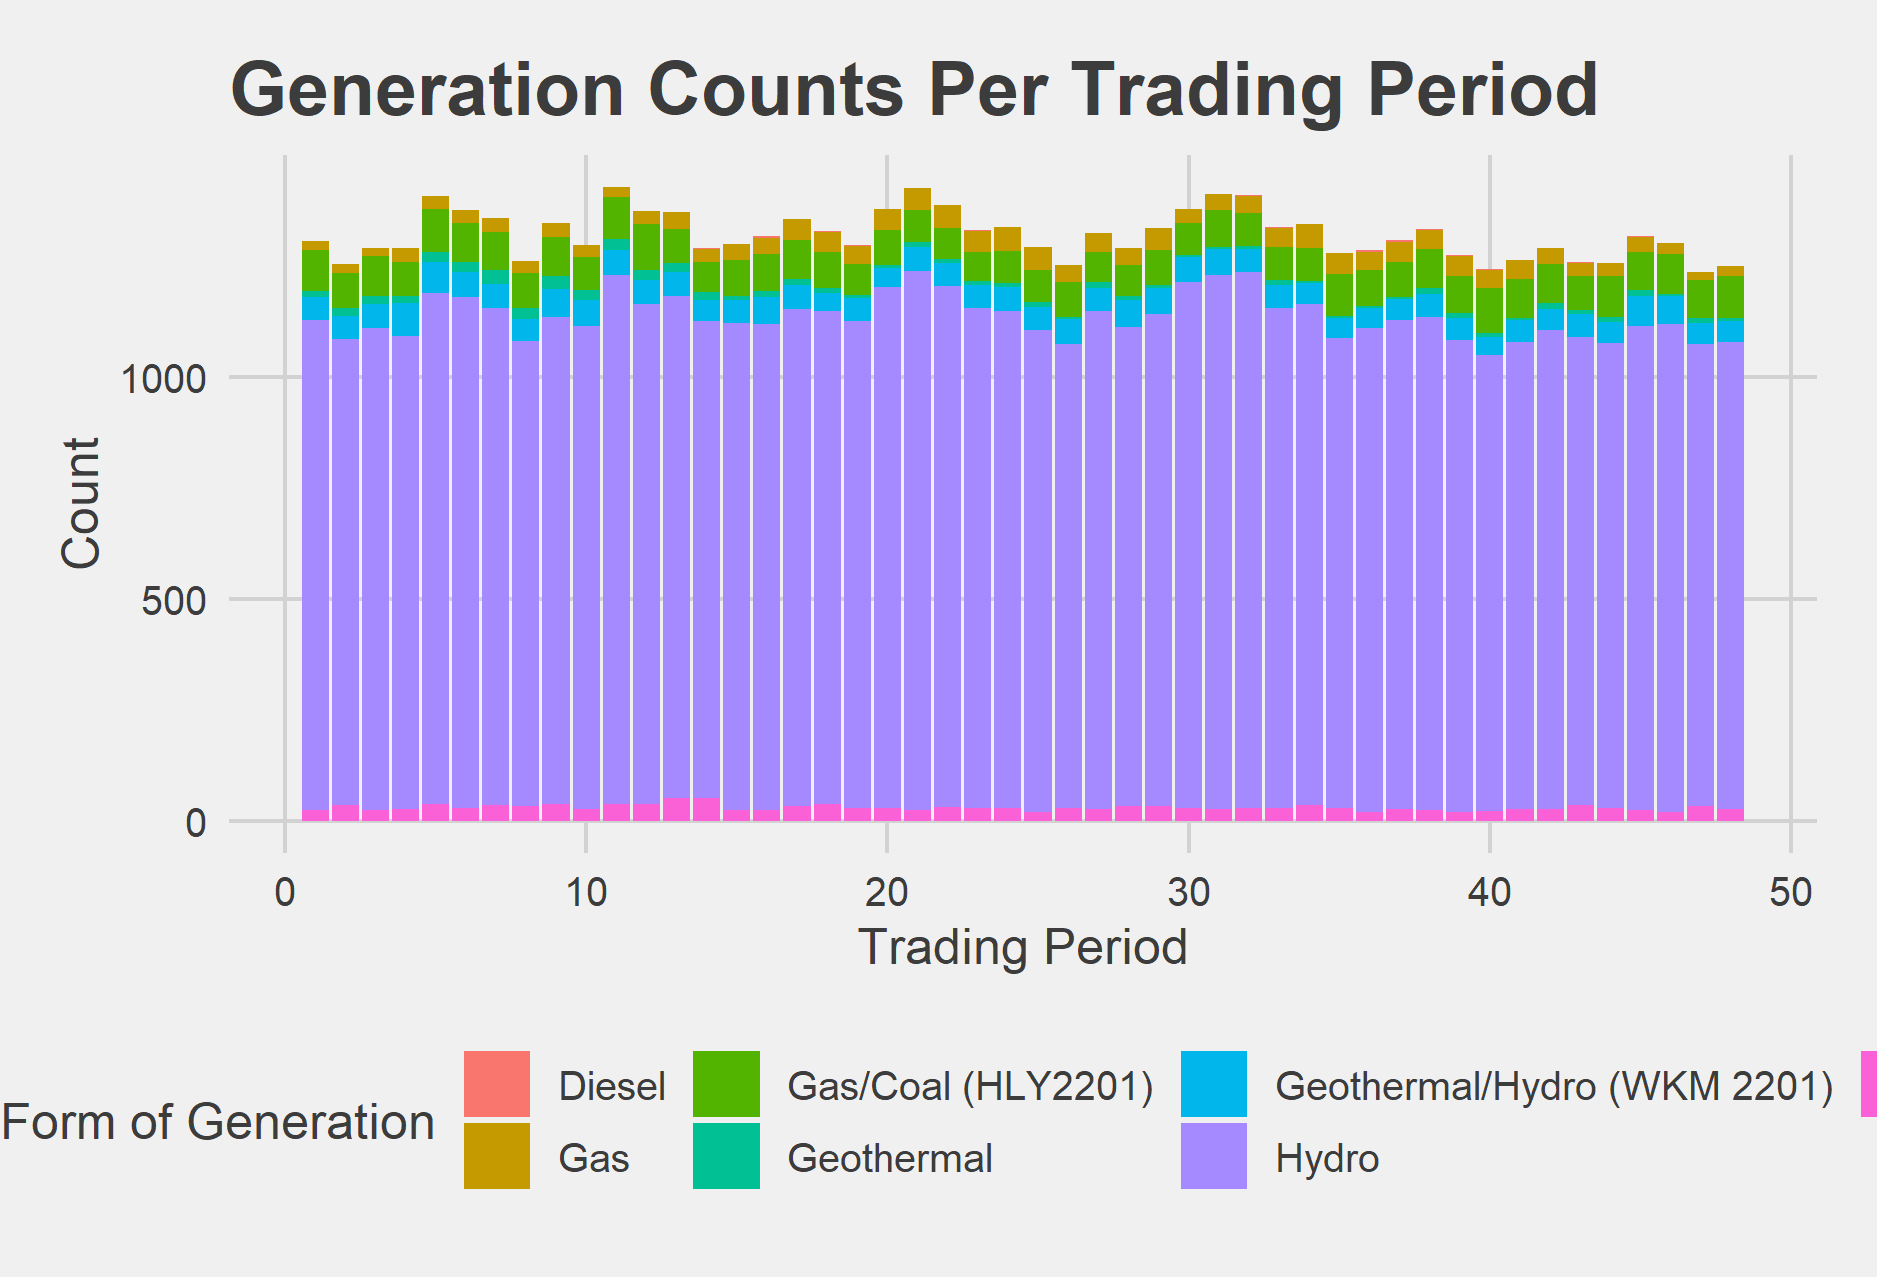 Generation Counts Per Trading Period
1000
500
0
Count
0 10 20 30 40 50
Trading Period
Form of Generation
Diesel
Gas/Coal (HLY2201)
Geothermal/Hydro (WKM 2201)
Gas
Geothermal
Hydro